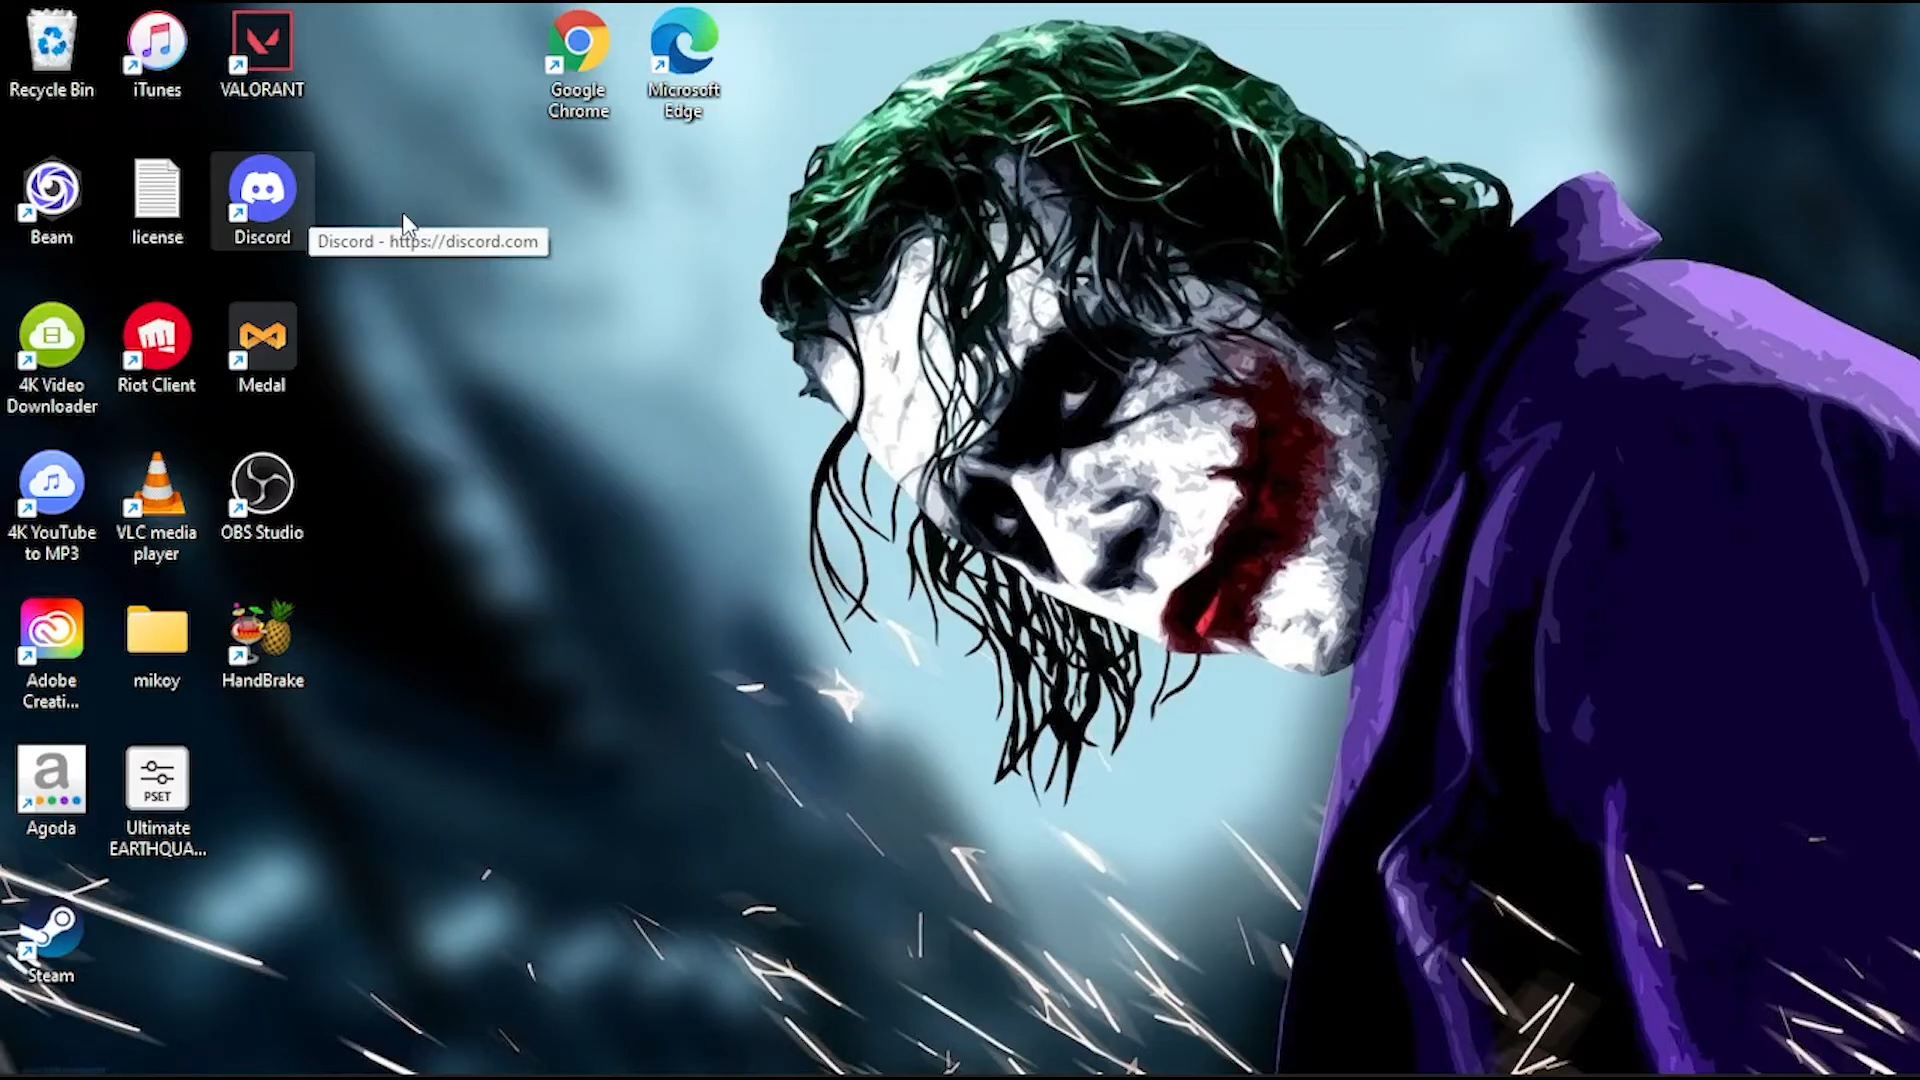 Recycle Bin
iTunes
VALORANT
Google
Chrome
Microsoft
Edge
Beam
license
Discord
Discord - https://discord.com
4K Video
Downloader
Riot Client
Medal
4K YouTube
to MP3
VLC media
player
OBS Studio
Adobe
Creati...
mikoy
HandBrake
a
Agoda
PSET
Ultimate
EARTHQUA...
Steam